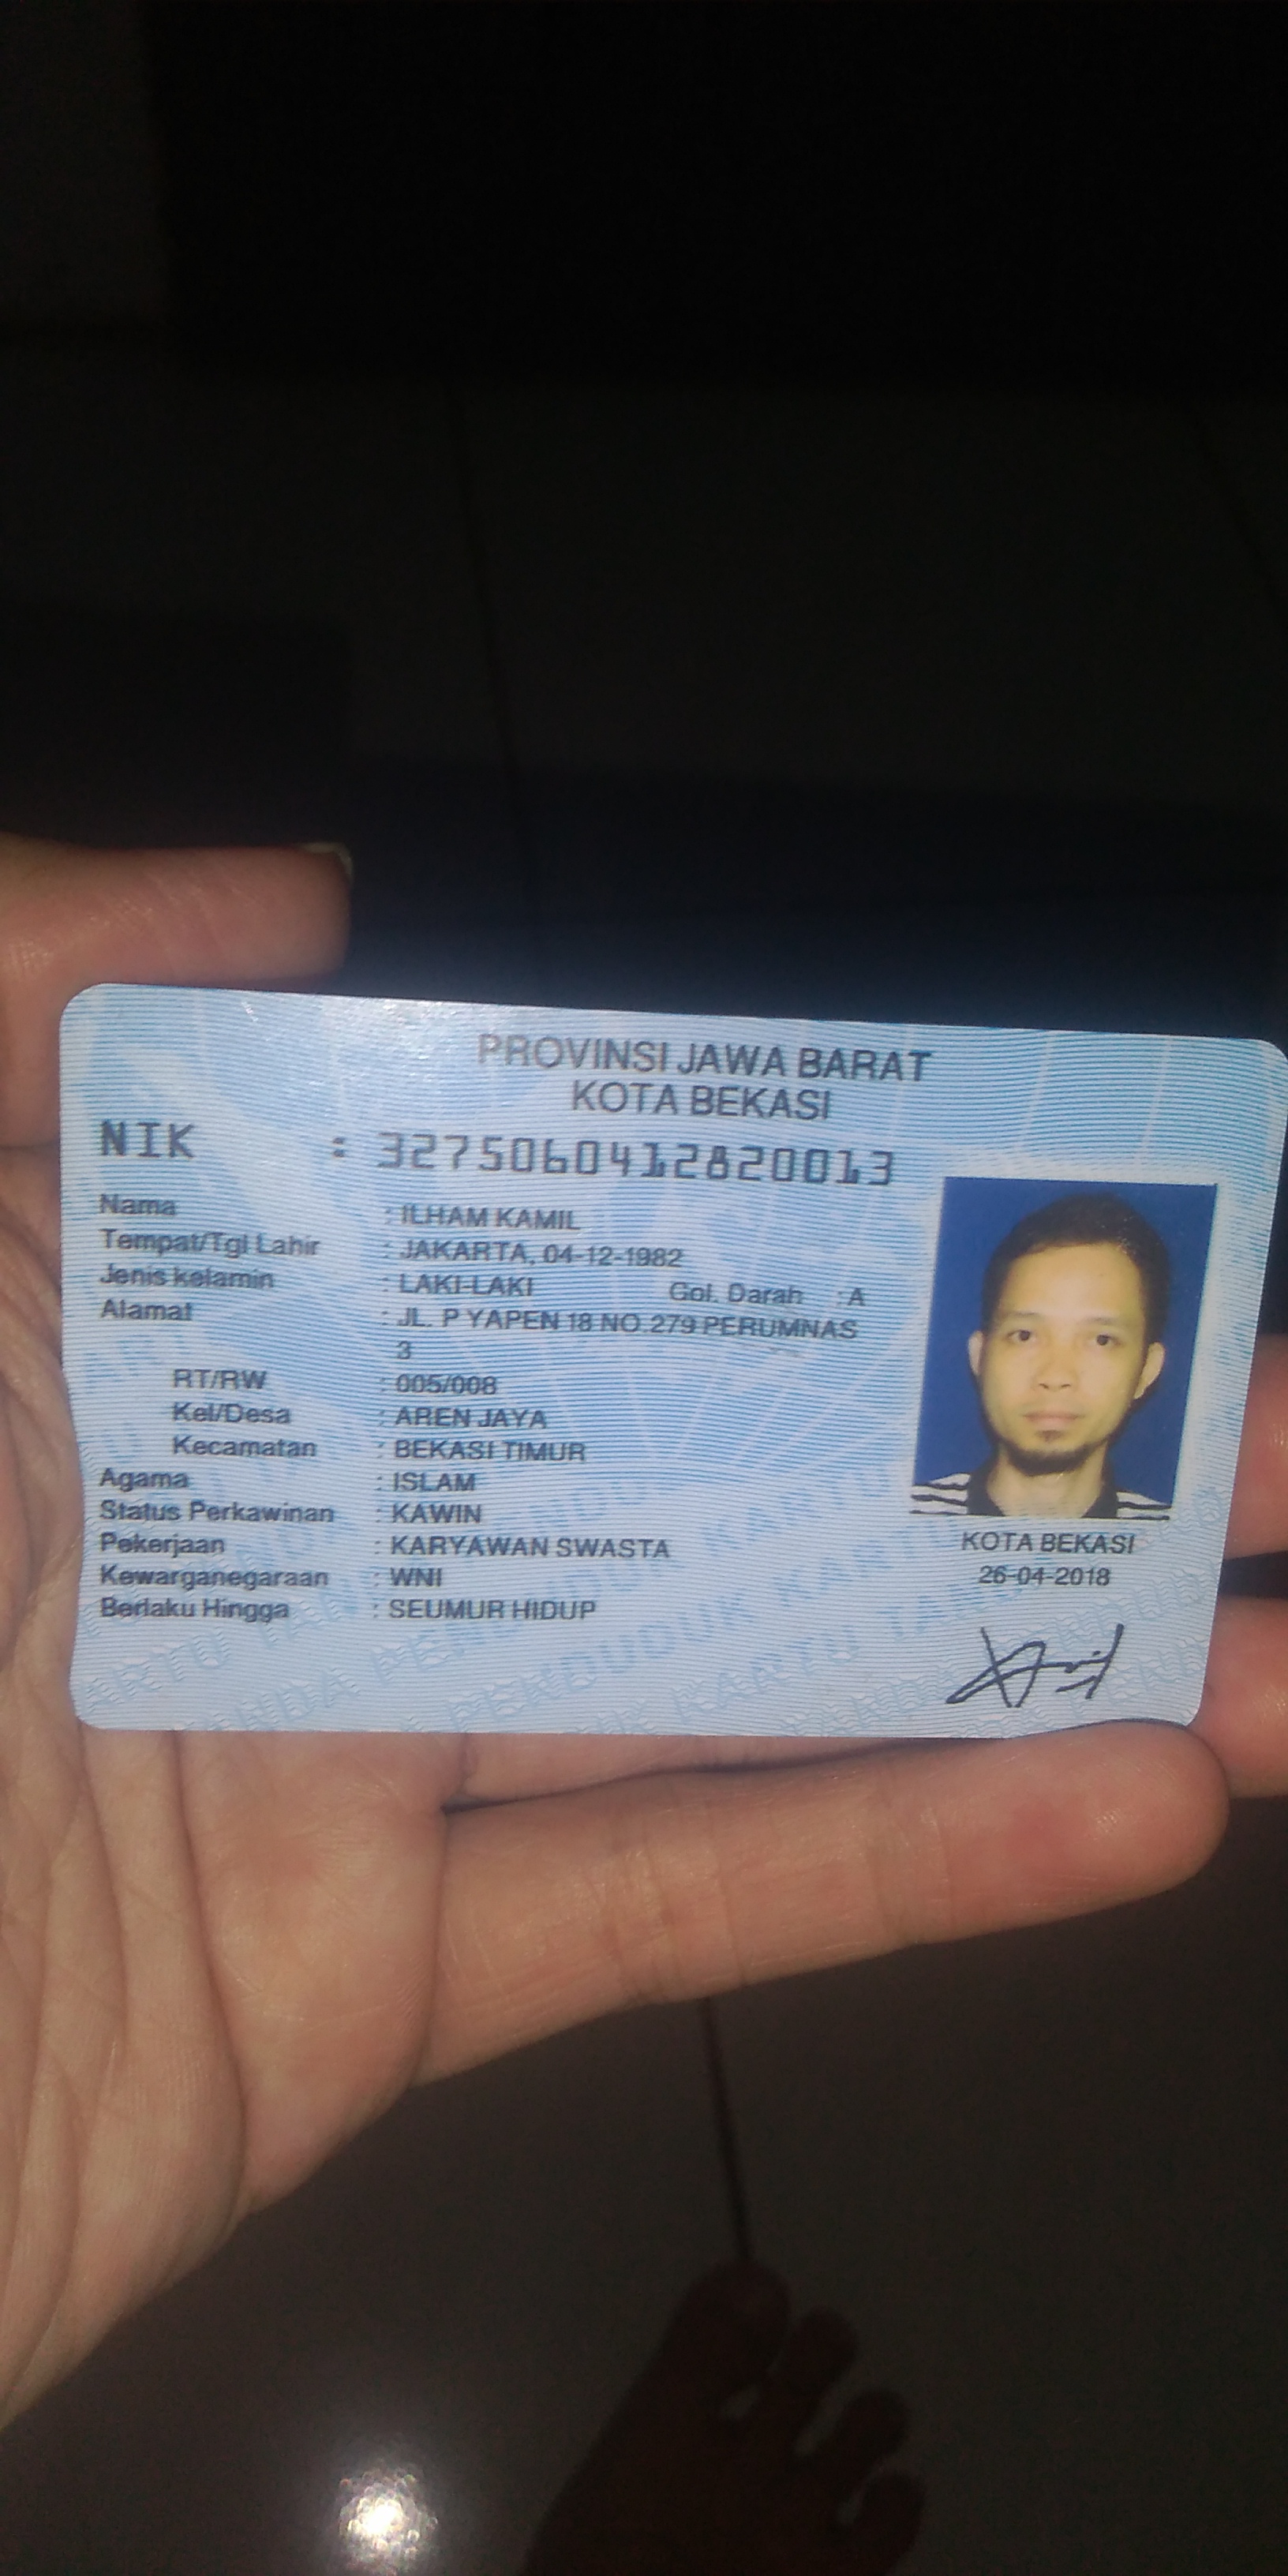 PROVINSI JAWA BARAT
KOTA BEKASI
NIK : 3275060412820013
Nama : ILHAM KAMIL
Tempat/Tgl Lahir : JAKARTA, 04-12-1982
Jenis kelamin : LAKI-LAKI Gol. Darah : A
Alamat : JL. P YAPEN 18 NO.279 PERUMNAS
3
RT/RW : 005/008
Kel/Desa : AREN JAYA
Kecamatan : BEKASI TIMUR
Agama : ISLAM
Status Perkawinan : KAWIN
Pekerjaan : KARYAWAN SWASTA
Kewarganegaraan : WNI
Berlaku Hingga : SEUMUR HIDUP
KOTA BEKASI
26-04-2018